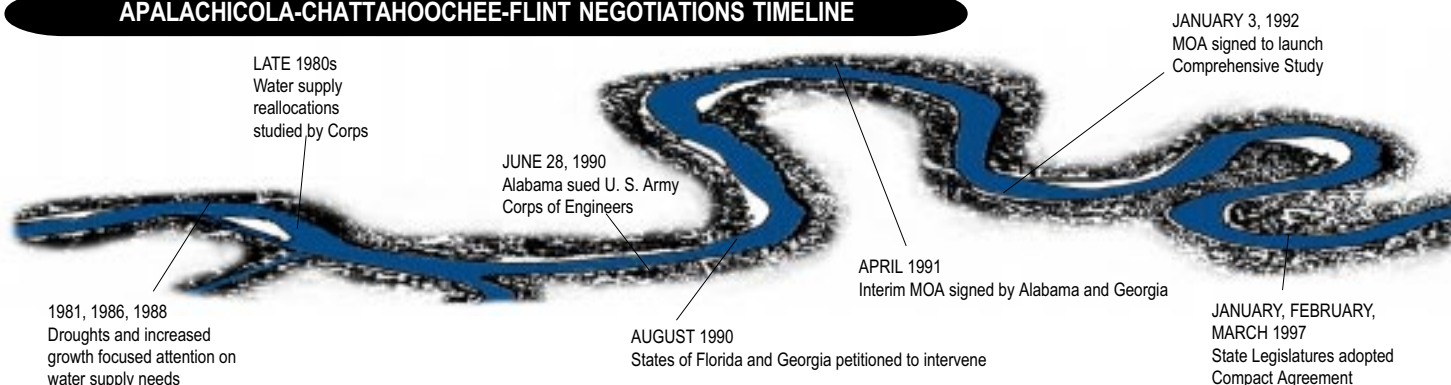 APALACHICOLA-CHATTAHOOCHEE-FLINT NEGOTIATIONS TIMELINE
1981, 1986, 1988
Droughts and increased
growth focused attention on
water supply needs
LATE 1980s
Water supply
reallocations
studied by Corps
JUNE 28, 1990
Alabama sued U. S. Army
Corps of Engineers
AUGUST 1990
States of Florida and Georgia petitioned to intervene
APRIL 1991
Interim MOA signed by Alabama and Georgia
JANUARY 3, 1992
MOA signed to launch
Comprehensive Study
JANUARY, FEBRUARY,
MARCH 1997
State Legislatures adopted
Compact Agreement